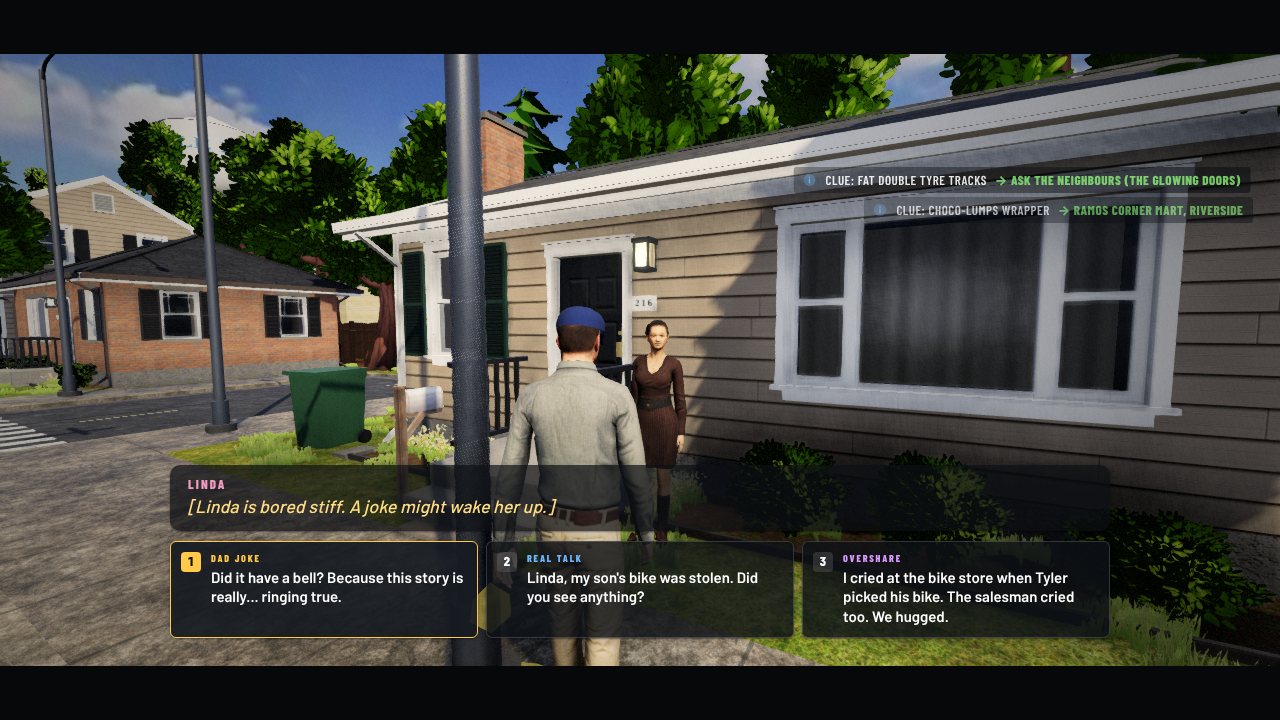 CLUE: FAT DOUBLE TYRE TRACKS → ASK THE NEIGHBOURS (THE GLOWING DOORS)
CLUE: CHOCO-LUMPS WRAPPER → RAMOS CORNER MART, RIVERSIDE
216
LINDA
[Linda is bored stiff. A joke might wake her up.]
1 DAD JOKE
Did it have a bell? Because this story is
really... ringing true.
2 REAL TALK
Linda, my son's bike was stolen. Did
you see anything?
3 OVERSHARE
I cried at the bike store when Tyler
picked his bike. The salesman cried
too. We hugged.